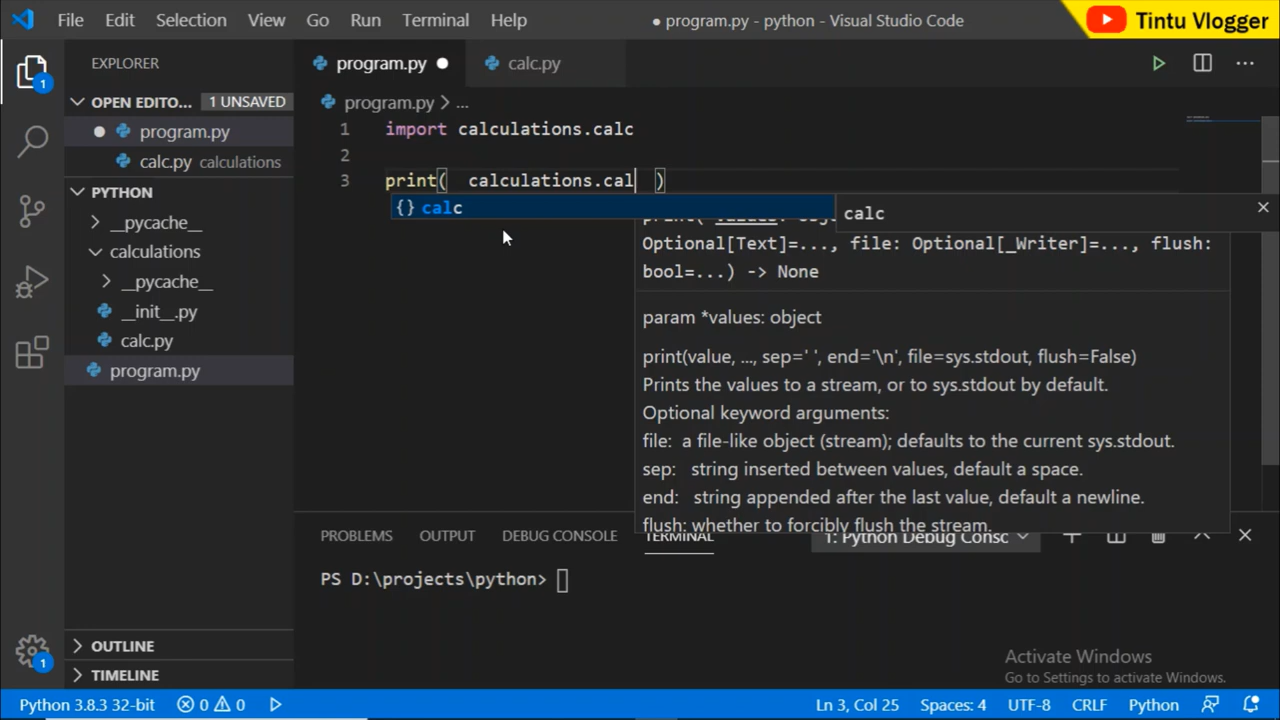 File Edit Selection View Go Run Terminal Help
● program.py - python - Visual Studio Code
Tintu Vlogger
EXPLORER
OPEN EDITO... 1 UNSAVED
program.py
calc.py calculations
PYTHON
__pycache__
calculations
__pycache__
__init__.py
calc.py
program.py
OUTLINE
TIMELINE
1
1
program.py ● calc.py
program.py > ...
1 import calculations.calc
2
3 print(  calculations.cal  )
{} calc
calc
Optional[Text]=..., file: Optional[_Writer]=..., flush:
bool=...) -> None
param *values: object
print(value, ..., sep=' ', end='\n', file=sys.stdout, flush=False)
Prints the values to a stream, or to sys.stdout by default.
Optional keyword arguments:
file: a file-like object (stream); defaults to the current sys.stdout.
sep: string inserted between values, default a space.
end: string appended after the last value, default a newline.
flush: whether to forcibly flush the stream.
PROBLEMS OUTPUT DEBUG CONSOLE TERMINAL 1: Python Debug Consc
PS D:\projects\python>
Activate Windows
Go to Settings to activate Windows.
Python 3.8.3 32-bit 0 0 Ln 3, Col 25 Spaces: 4 UTF-8 CRLF Python